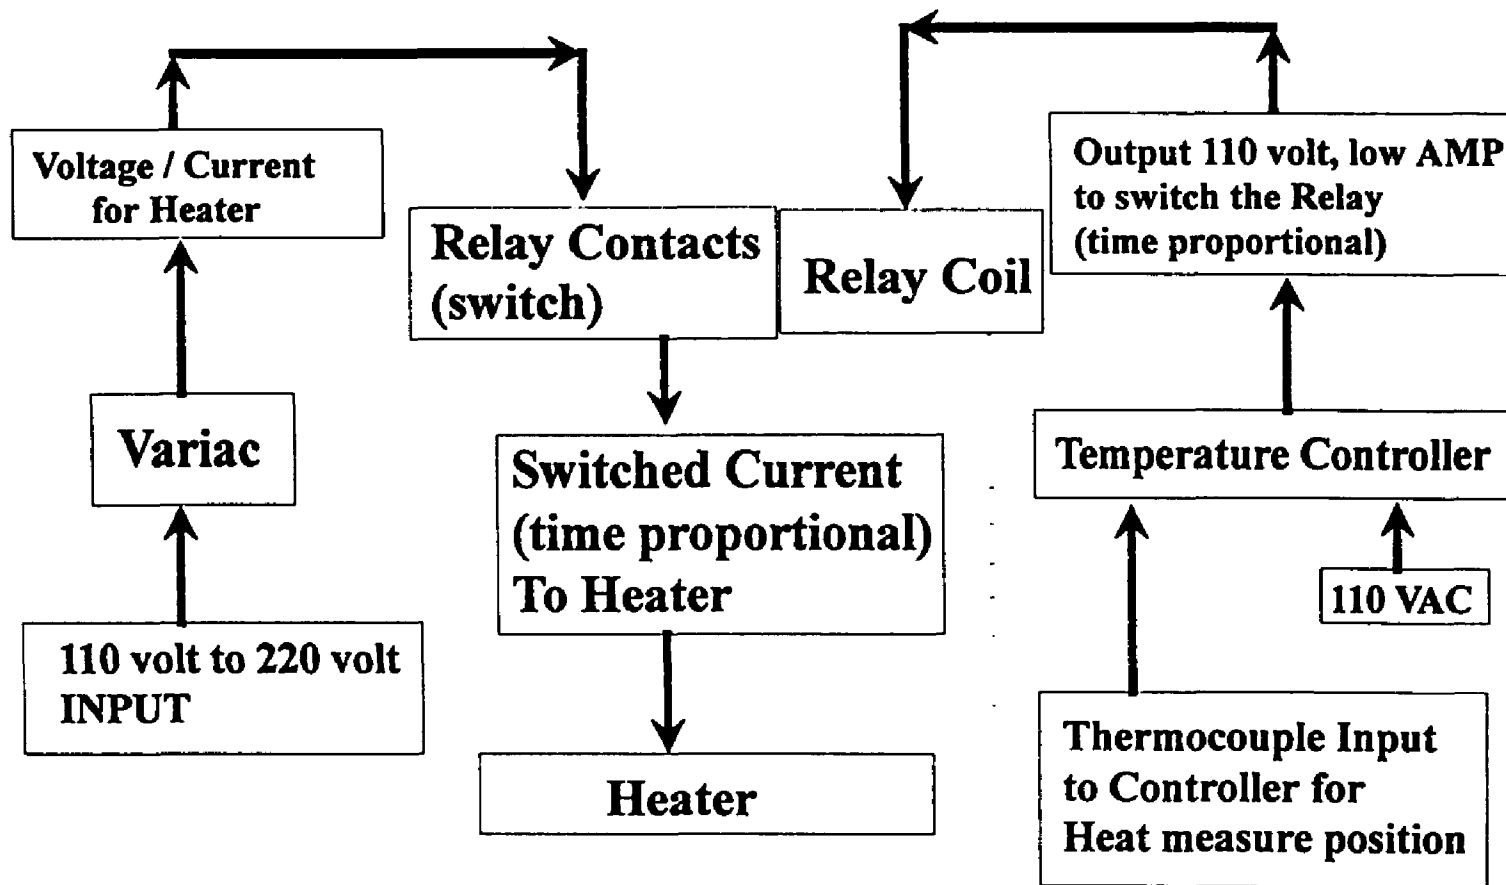 Voltage / Current
for Heater
Relay Contacts
(switch)
Relay Coil
Output 110 volt, low AMP
to switch the Relay
(time proportional)
Variac
Switched Current
(time proportional)
To Heater
Temperature Controller
110 VAC
110 volt to 220 volt
INPUT
Heater
Thermocouple Input
to Controller for
Heat measure position